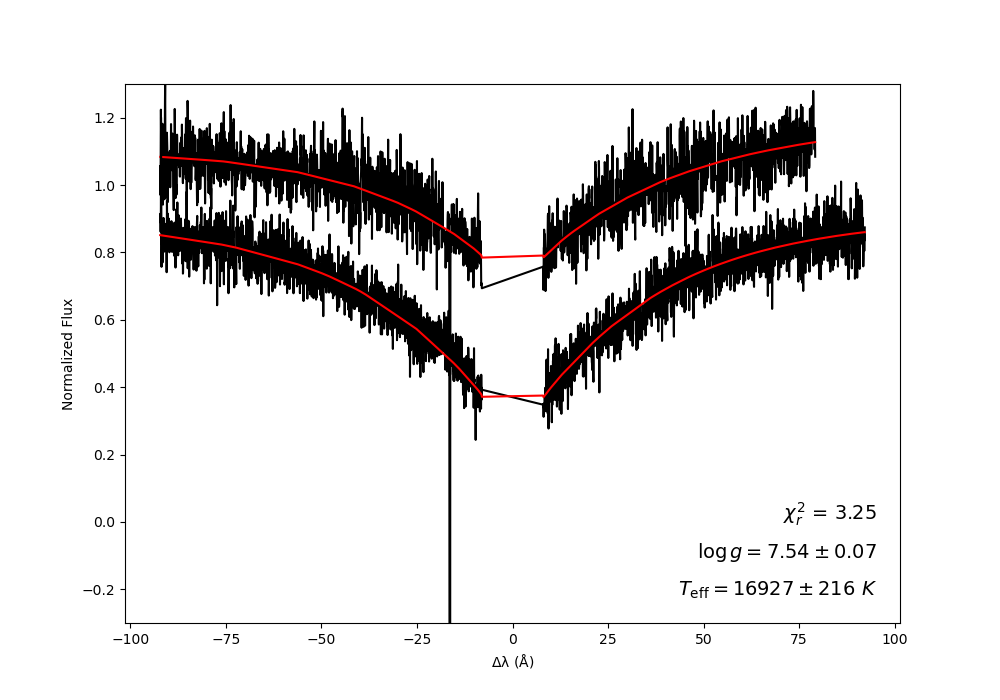 1.2
1.0
0.8
0.6
0.4
0.2
0.0
−0.2
Normalized Flux
χ²ᵣ = 3.25
log g = 7.54 ± 0.07
T_eff = 16927 ± 216 K
−100 −75 −50 −25 0 25 50 75 100
Δλ (Å)